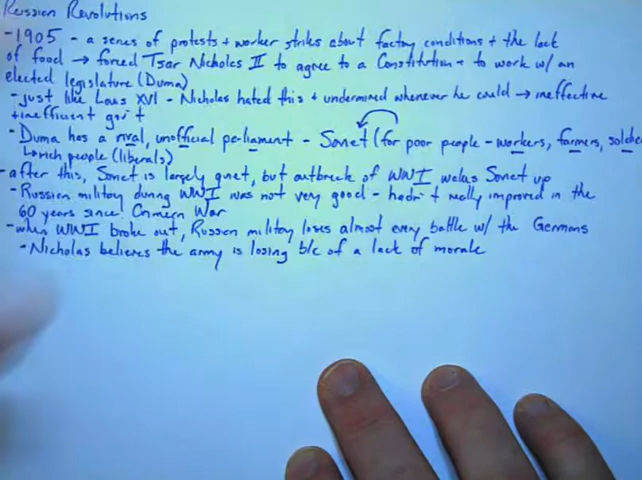 Russian Revolutions
-1905 - a series of protests + worker strikes about factory conditions + the lack
of food → forced Tsar Nicholas II to agree to a Constitution + to work w/ an
elected legislature (Duma)
-just like Louis XVI - Nicholas hated this + undermined whenever he could → ineffective
+inefficient gov't
-Duma has a rival, unofficial parliament - Soviet (for poor people - workers, farmers, soldie
rich people (liberals)
-after this, Soviet is largely quiet, but outbreak of WWI wakes Soviet up
-Russian military during WWI was not very good - hadn't really improved in the
60 years since Crimean War
-when WWI broke out, Russian military loses almost every battle w/ the Germans
-Nicholas believes the army is losing b/c of a lack of morale